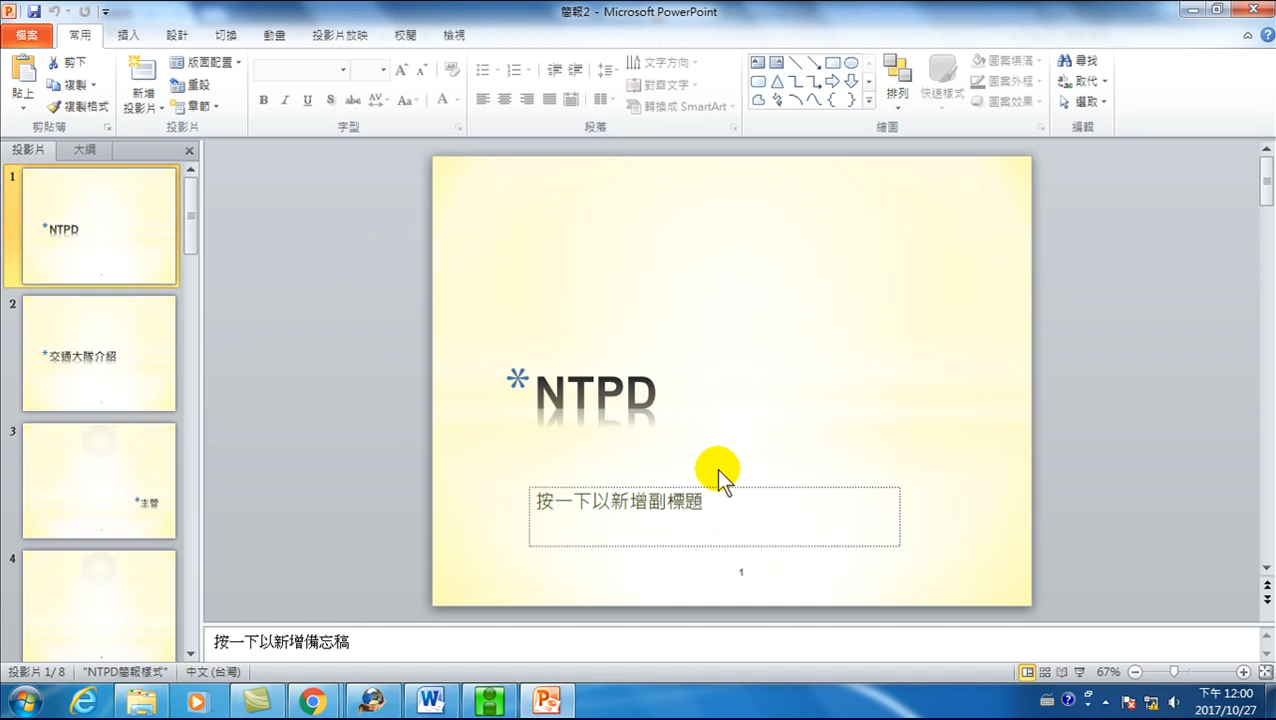 簡報2 - Microsoft PowerPoint
檔案 常用 插入 設計 切換 動畫 投影片放映 校閱 檢視
貼上 剪下 複製 複製格式 剪貼簿
新增投影片 版面配置 重設 章節 投影片
B I U S abc AV Aa A 字型
文字方向 對齊文字 轉換成 SmartArt 段落
排列 快速樣式 圖案填滿 圖案外框 圖案效果 繪圖
尋找 取代 選取 編輯
投影片 大綱
1
* NTPD
2
* 交通大隊介紹
3
* 主管
4
* NTPD
按一下以新增副標題
1
按一下以新增備忘稿
投影片 1/8 "NTPD簡報樣式" 中文 (台灣) 67%
下午 12:00
2017/10/27